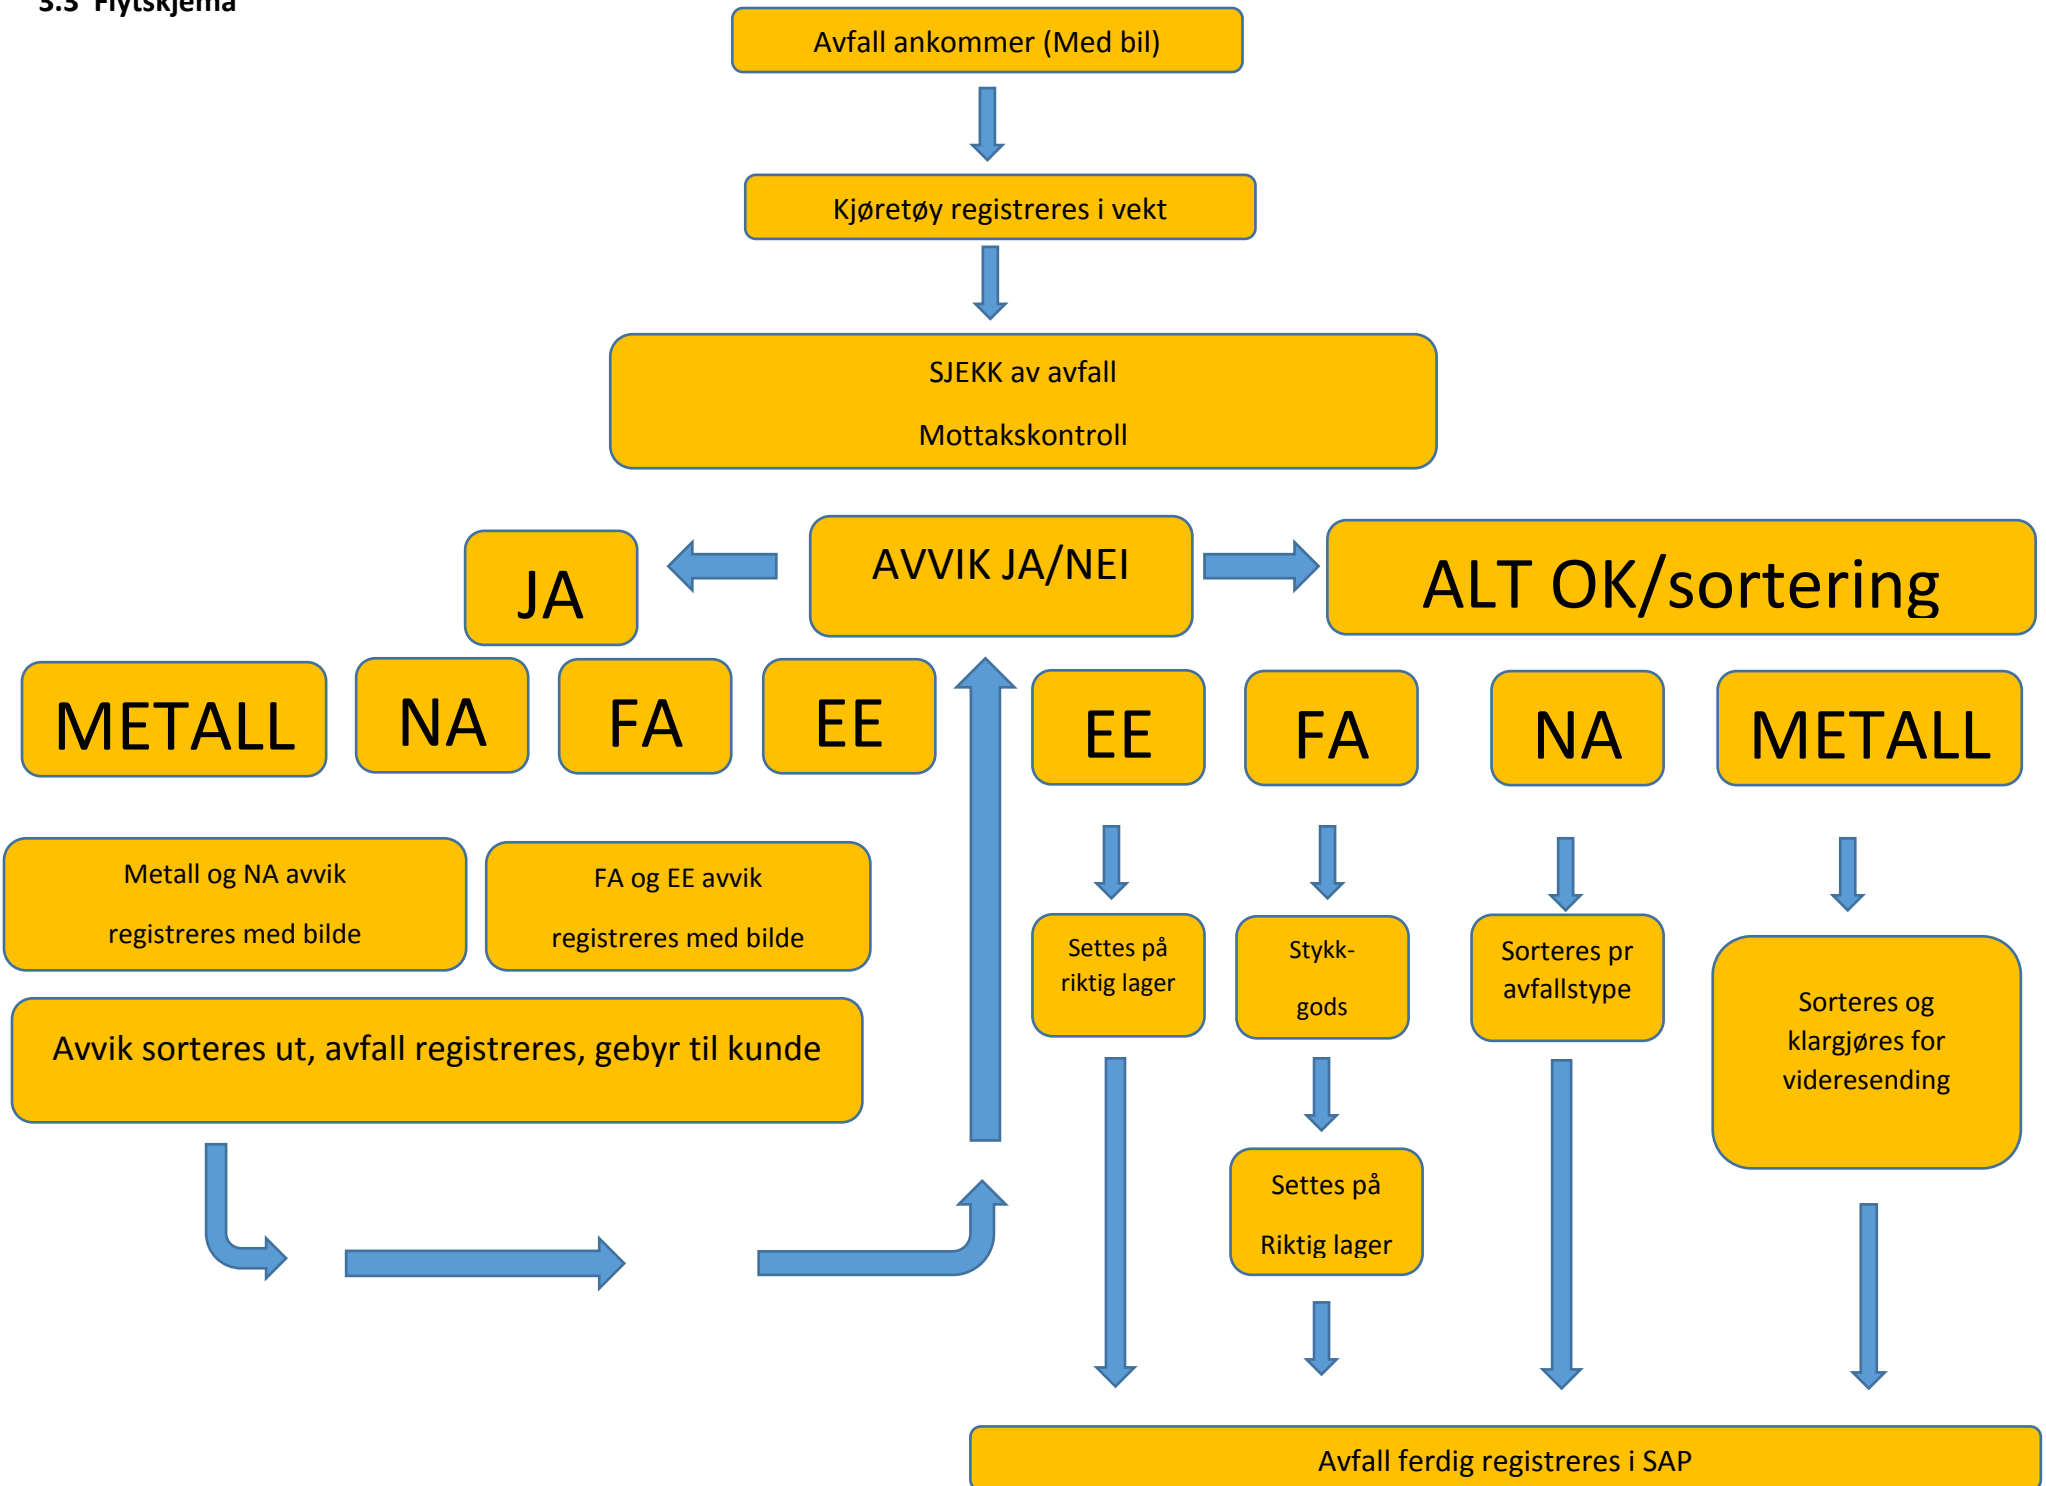 3.3 Flytskjema
Avfall ankommer (Med bil)
Kjøretøy registreres i vekt
SJEKK av avfall
Mottakskontroll
JA
AVVIK JA/NEI
ALT OK/sortering
METALL
NA
FA
EE
EE
FA
NA
METALL
Metall og NA avvik
registreres med bilde
FA og EE avvik
registreres med bilde
Settes på
riktig lager
Stykk-
gods
Sorteres pr
avfallstype
Sorteres og
klargjøres for
videresending
Avvik sorteres ut, avfall registreres, gebyr til kunde
Settes på
Riktig lager
Avfall ferdig registreres i SAP